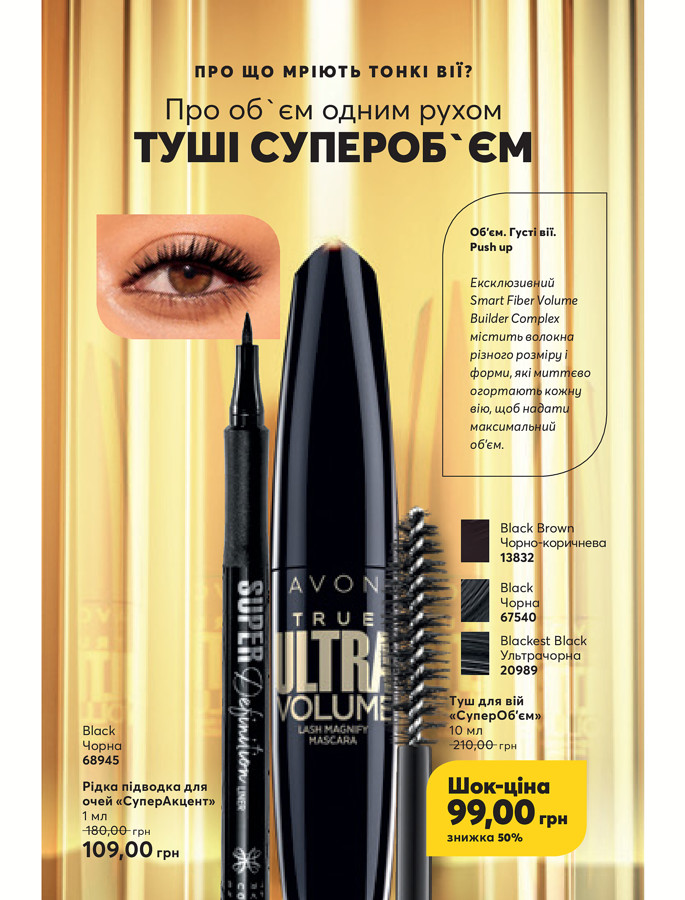 ПРО ЩО МРІЮТЬ ТОНКІ ВІЇ?
Про об`єм одним рухом
ТУШІ СУПЕРОБ`ЄМ
Об'єм. Густі вії.
Push up
Ексклюзивний
Smart Fiber Volume
Builder Complex
містить волокна
різного розміру і
форми, які миттєво
огортають кожну
вію, щоб надати
максимальний
об'єм.
Black Brown
Чорно-коричнева
13832
Black
Чорна
67540
Blackest Black
Ультрачорна
20989
Туш для вій
«СуперОб'єм»
10 мл
210,00 грн
Шок-ціна
99,00 грн
знижка 50%
AVON
TRUE
ULTRA
VOLUME
LASH MAGNIFY
MASCARA
SUPER
Definition
LINER
Black
Чорна
68945
Рідка підводка для
очей «СуперАкцент»
1 мл
180,00 грн
109,00 грн